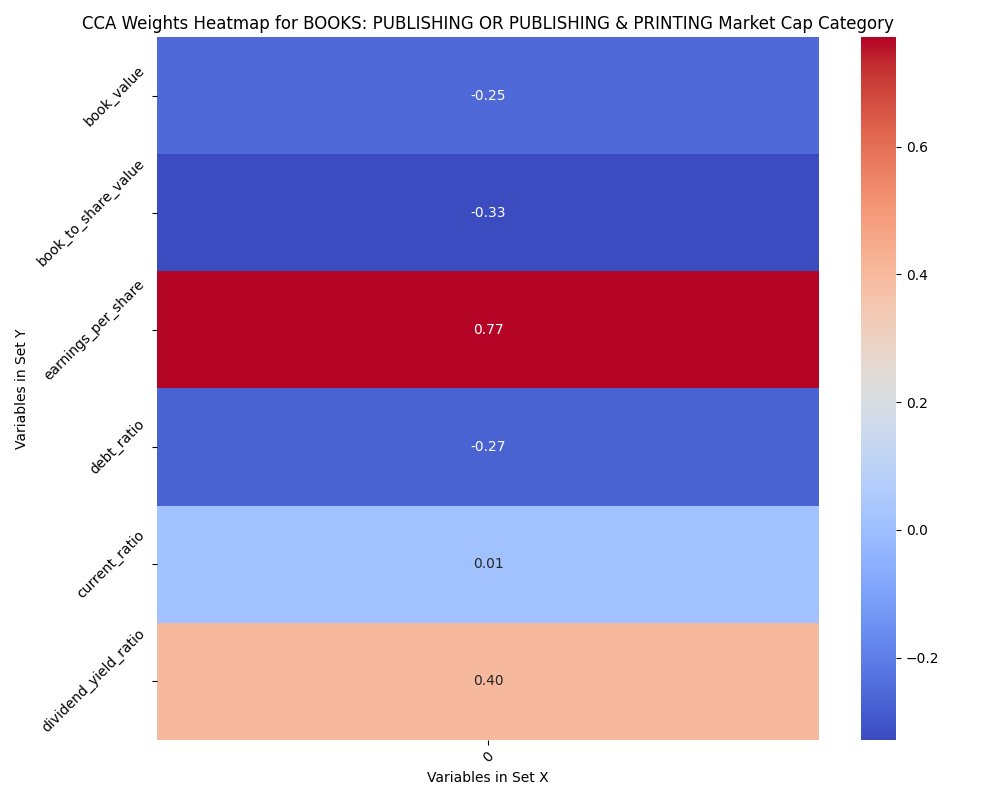 CCA Weights Heatmap for BOOKS: PUBLISHING OR PUBLISHING & PRINTING Market Cap Category
Variables in Set Y
book_value
-0.25
book_to_share_value
-0.33
earnings_per_share
0.77
debt_ratio
-0.27
current_ratio
0.01
dividend_yield_ratio
0.40
0
Variables in Set X
0.6
0.4
0.2
0.0
−0.2